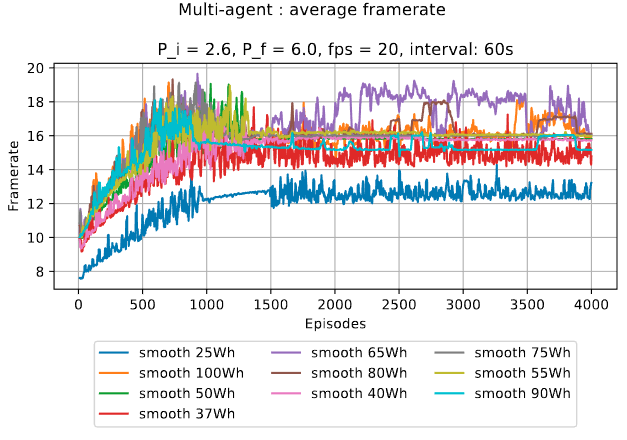 Multi-agent : average framerate
P_i = 2.6, P_f = 6.0, fps = 20, interval: 60s
20
18
16
14
12
10
8
Framerate
0 500 1000 1500 2000 2500 3000 3500 4000
Episodes
smooth 25Wh smooth 65Wh smooth 75Wh
smooth 100Wh smooth 80Wh smooth 55Wh
smooth 50Wh smooth 40Wh smooth 90Wh
smooth 37Wh